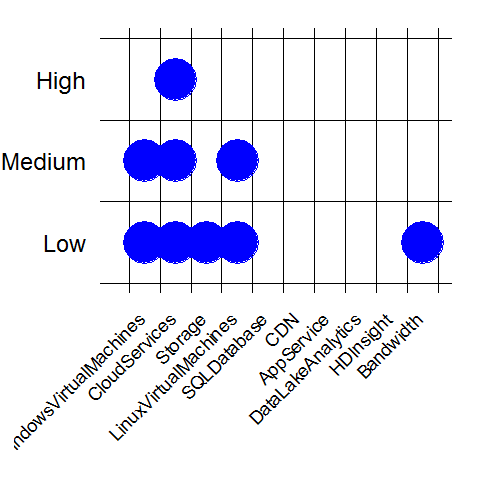 High
Medium
Low
ndowsVirtualMachines
CloudServices
Storage
LinuxVirtualMachines
SQLDatabase
CDN
AppService
DataLakeAnalytics
HDInsight
Bandwidth